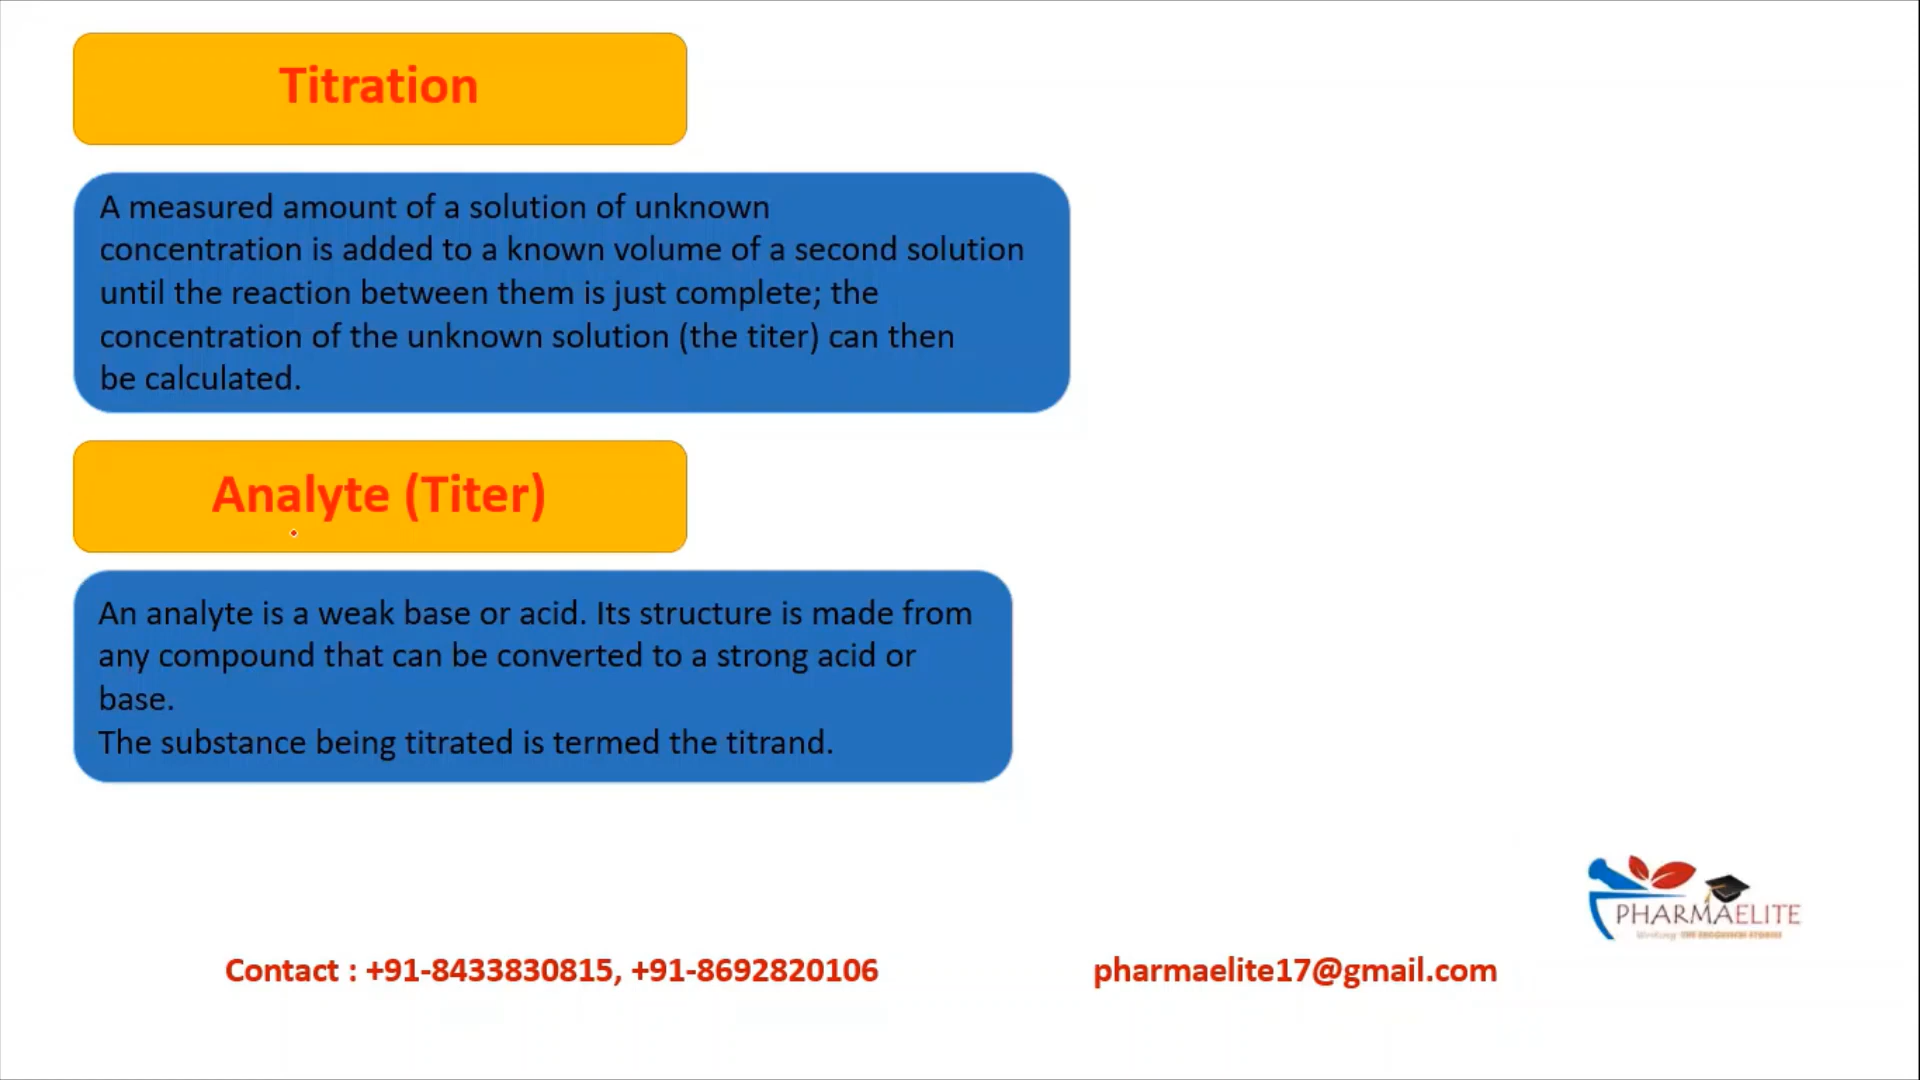 Titration
A measured amount of a solution of unknown
concentration is added to a known volume of a second solution
until the reaction between them is just complete; the
concentration of the unknown solution (the titer) can then
be calculated.
Analyte (Titer)
An analyte is a weak base or acid. Its structure is made from
any compound that can be converted to a strong acid or
base.
The substance being titrated is termed the titrand.
PHARMAELITE
Contact : +91-8433830815, +91-8692820106
pharmaelite17@gmail.com